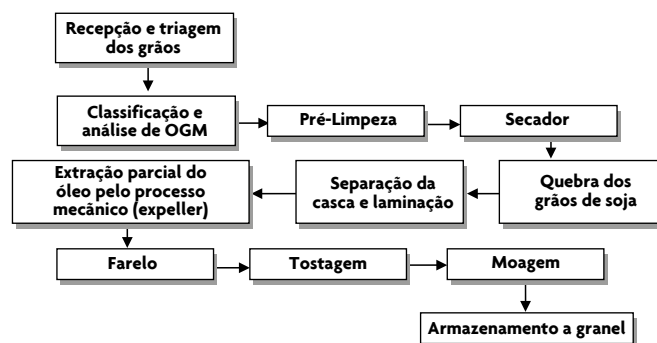 Recepção e triagem
dos grãos
Classificação e
análise de OGM
Pré-Limpeza
Secador
Quebra dos
grãos de soja
Separação da
casca e laminação
Extração parcial do
óleo pelo processo
mecãnico (expeller)
Farelo
Tostagem
Moagem
Armazenamento a granel